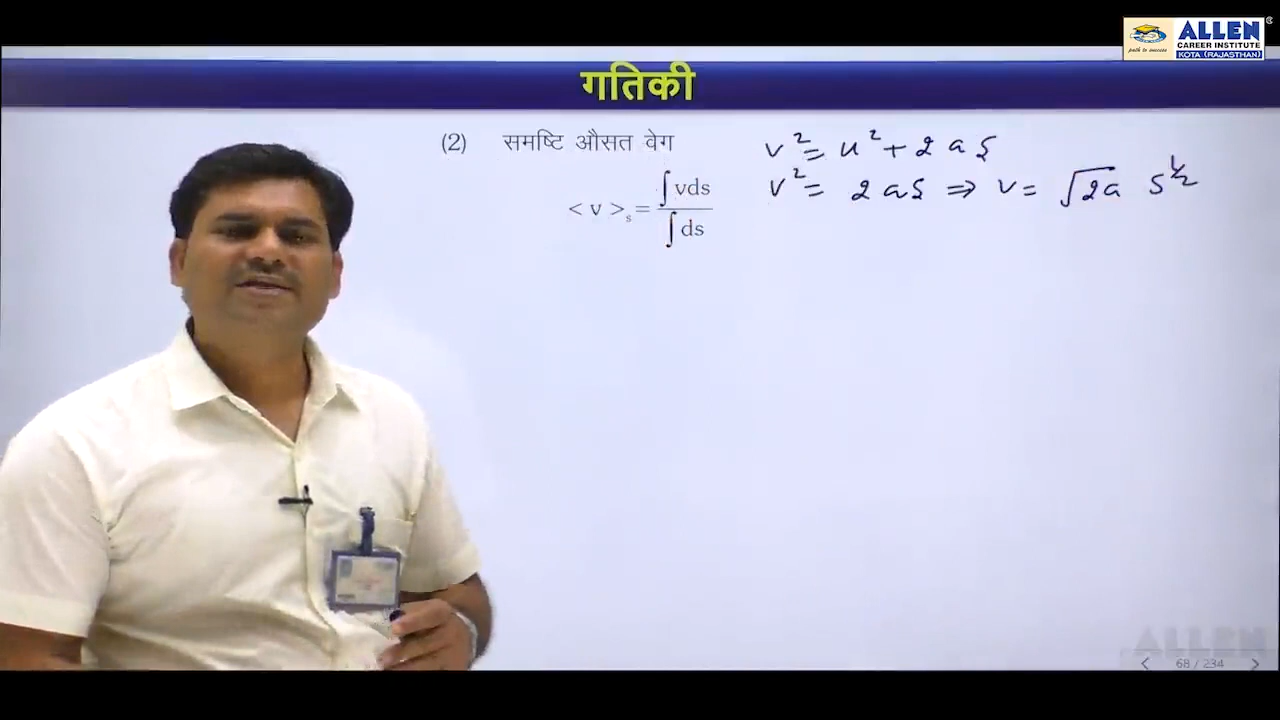 ALLEN
CAREER INSTITUTE
KOTA (RAJASTHAN)
path to success
गतिकी
(2) समष्टि औसत वेग
v² = u² + 2as
v² = 2as ⇒ v = √2a s^1/2
< v >ₛ = ∫vds / ∫ds
ALLEN
68 / 234